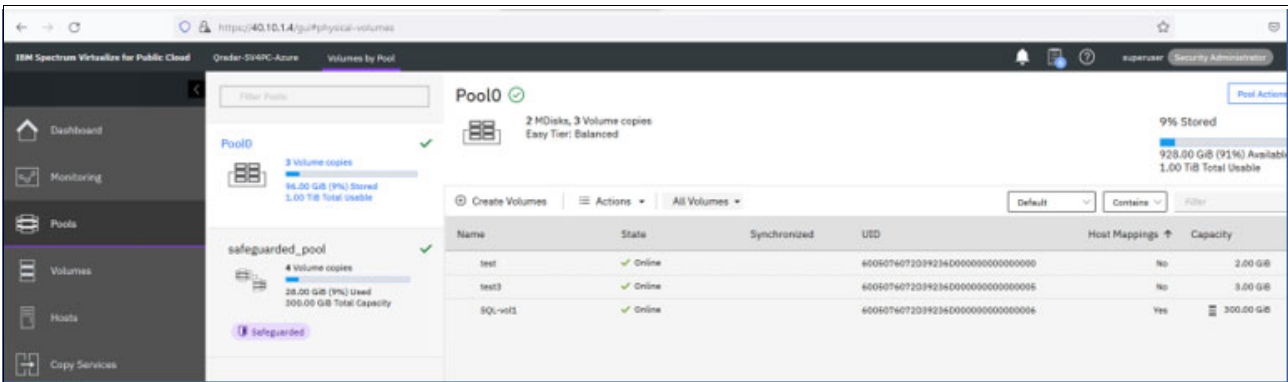 https://40.10.1.4/gui#physical-volumes
IBM Spectrum Virtualize for Public Cloud Qredar-SV4PC-Azure Volumes by Pool superuser Security Administrator
Filter Pools
Dashboard
Monitoring
Pools
Volumes
Hosts
Copy Services
Pool0
3 Volume copies
96.00 GiB (9%) Stored
1.00 TiB Total Usable
safeguarded_pool
4 Volume copies
28.00 GiB (9%) Used
300.00 GiB Total Capacity
Safeguarded
Pool0
2 MDisks, 3 Volume copies
Easy Tier: Balanced
Pool Actions
9% Stored
928.00 GiB (91%) Availabl
1.00 TiB Total Usable
Create Volumes Actions All Volumes Default Contains Filter
Name State Synchronized UID Host Mappings ↑ Capacity
test Online No 2.00 GiB
test3 Online No 3.00 GiB
SQL-vol1 Online Yes 300.00 GiB